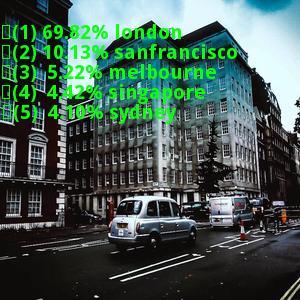 (1) 69.82% london
(2) 10.13% sanfrancisco
(3) 5.22% melbourne
(4) 4.42% singapore
(5) 4.10% sydney